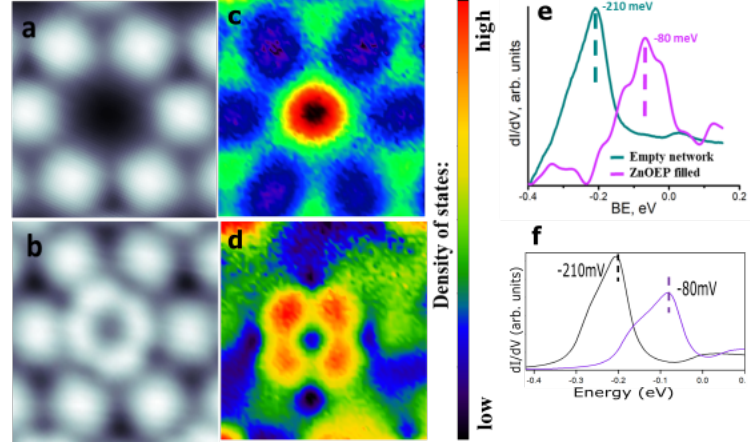 a
c
high
Density of states:
low
b
d
e
-210 meV
-80 meV
dI/dV, arb. units
Empty network
ZnOEP filled
-0.4
-0.2
0.0
0.2
BE, eV
f
-210mV
-80mV
dI/dV (arb. units)
-0.4
-0.3
-0.2
-0.1
0.0
0.
Energy (eV)